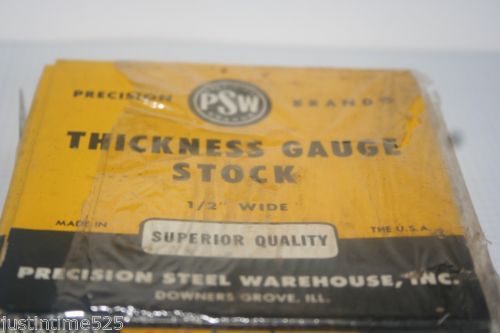 PRECISION PSW BRAND®
THICKNESS GAUGE
STOCK
1/2" WIDE
MADE IN THE U.S.A.
SUPERIOR QUALITY
PRECISION STEEL WAREHOUSE, INC.
DOWNERS GROVE, ILL.
justintime525